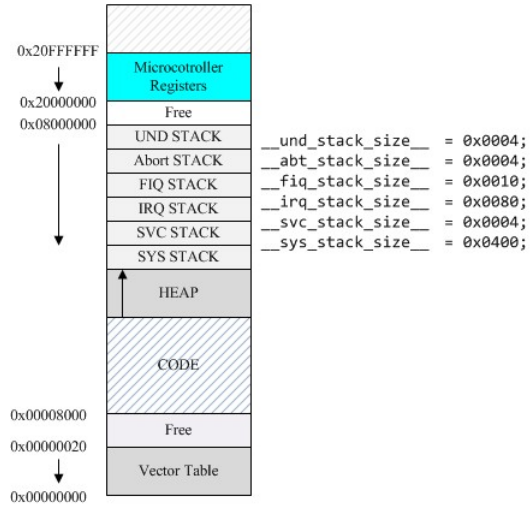 0x20FFFFFF
Microcotroller
Registers
0x20000000
Free
0x08000000
UND STACK
__und_stack_size__ = 0x0004;
Abort STACK
__abt_stack_size__ = 0x0004;
FIQ STACK
__fiq_stack_size__ = 0x0010;
IRQ STACK
__irq_stack_size__ = 0x0080;
SVC STACK
__svc_stack_size__ = 0x0004;
SYS STACK
__sys_stack_size__ = 0x0400;
HEAP
CODE
0x00008000
Free
0x00000020
Vector Table
0x00000000